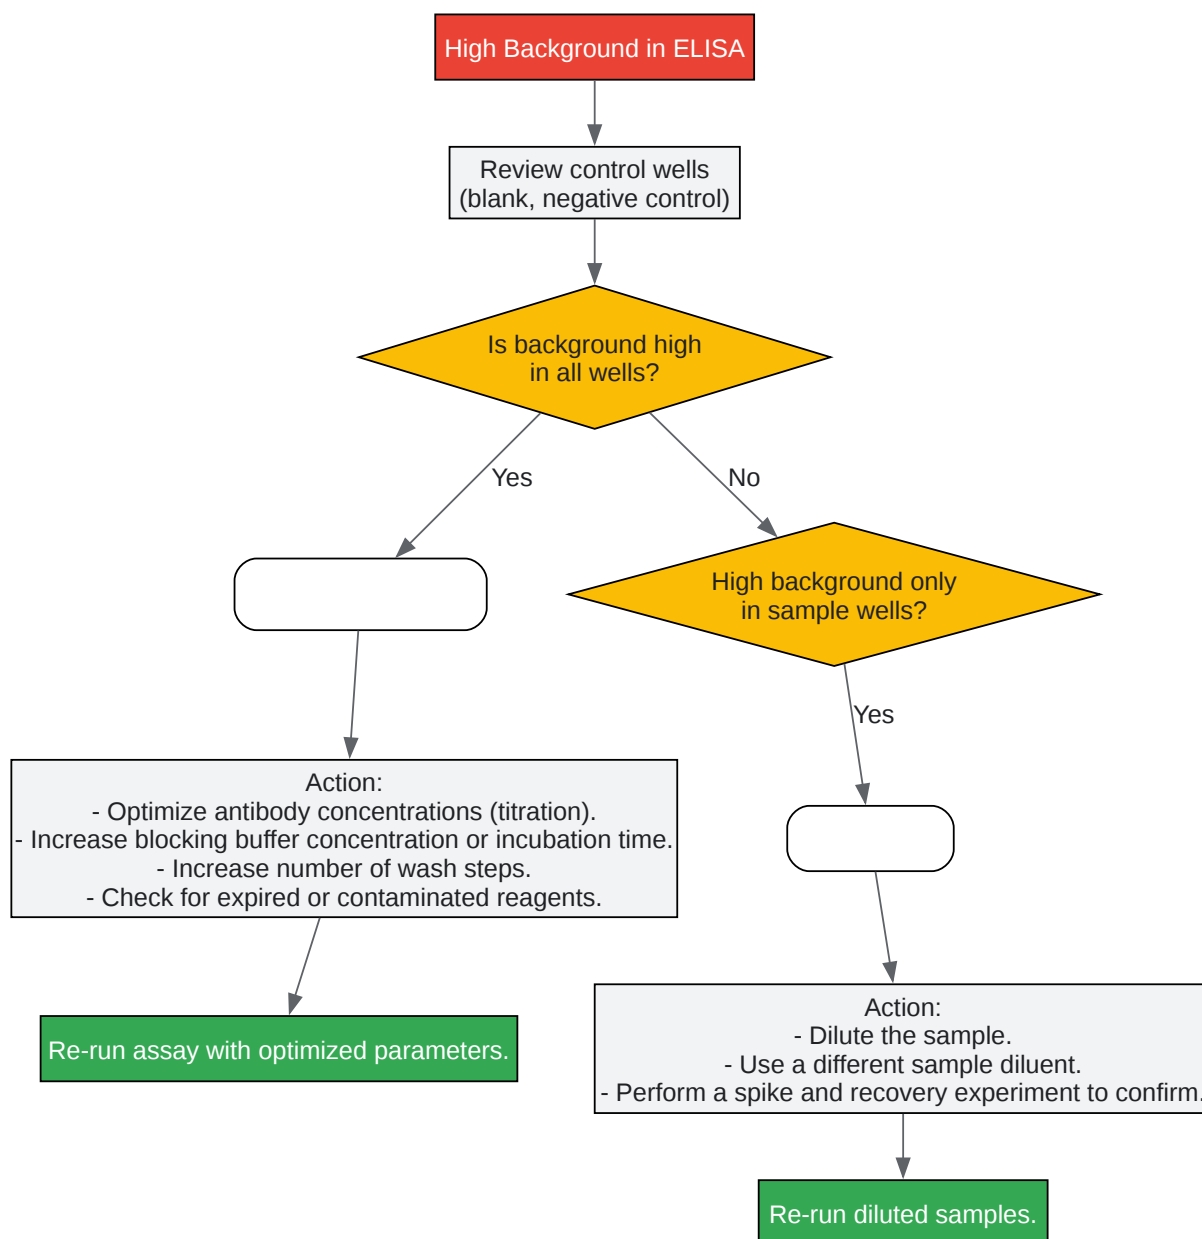 High Background in ELISA
Review control wells
(blank, negative control)
Is background high
in all wells?
Yes
No
High background only
in sample wells?
Yes
Action:
- Optimize antibody concentrations (titration).
- Increase blocking buffer concentration or incubation time.
- Increase number of wash steps.
- Check for expired or contaminated reagents.
Action:
- Dilute the sample.
- Use a different sample diluent.
- Perform a spike and recovery experiment to confirm.
Re-run assay with optimized parameters.
Re-run diluted samples.